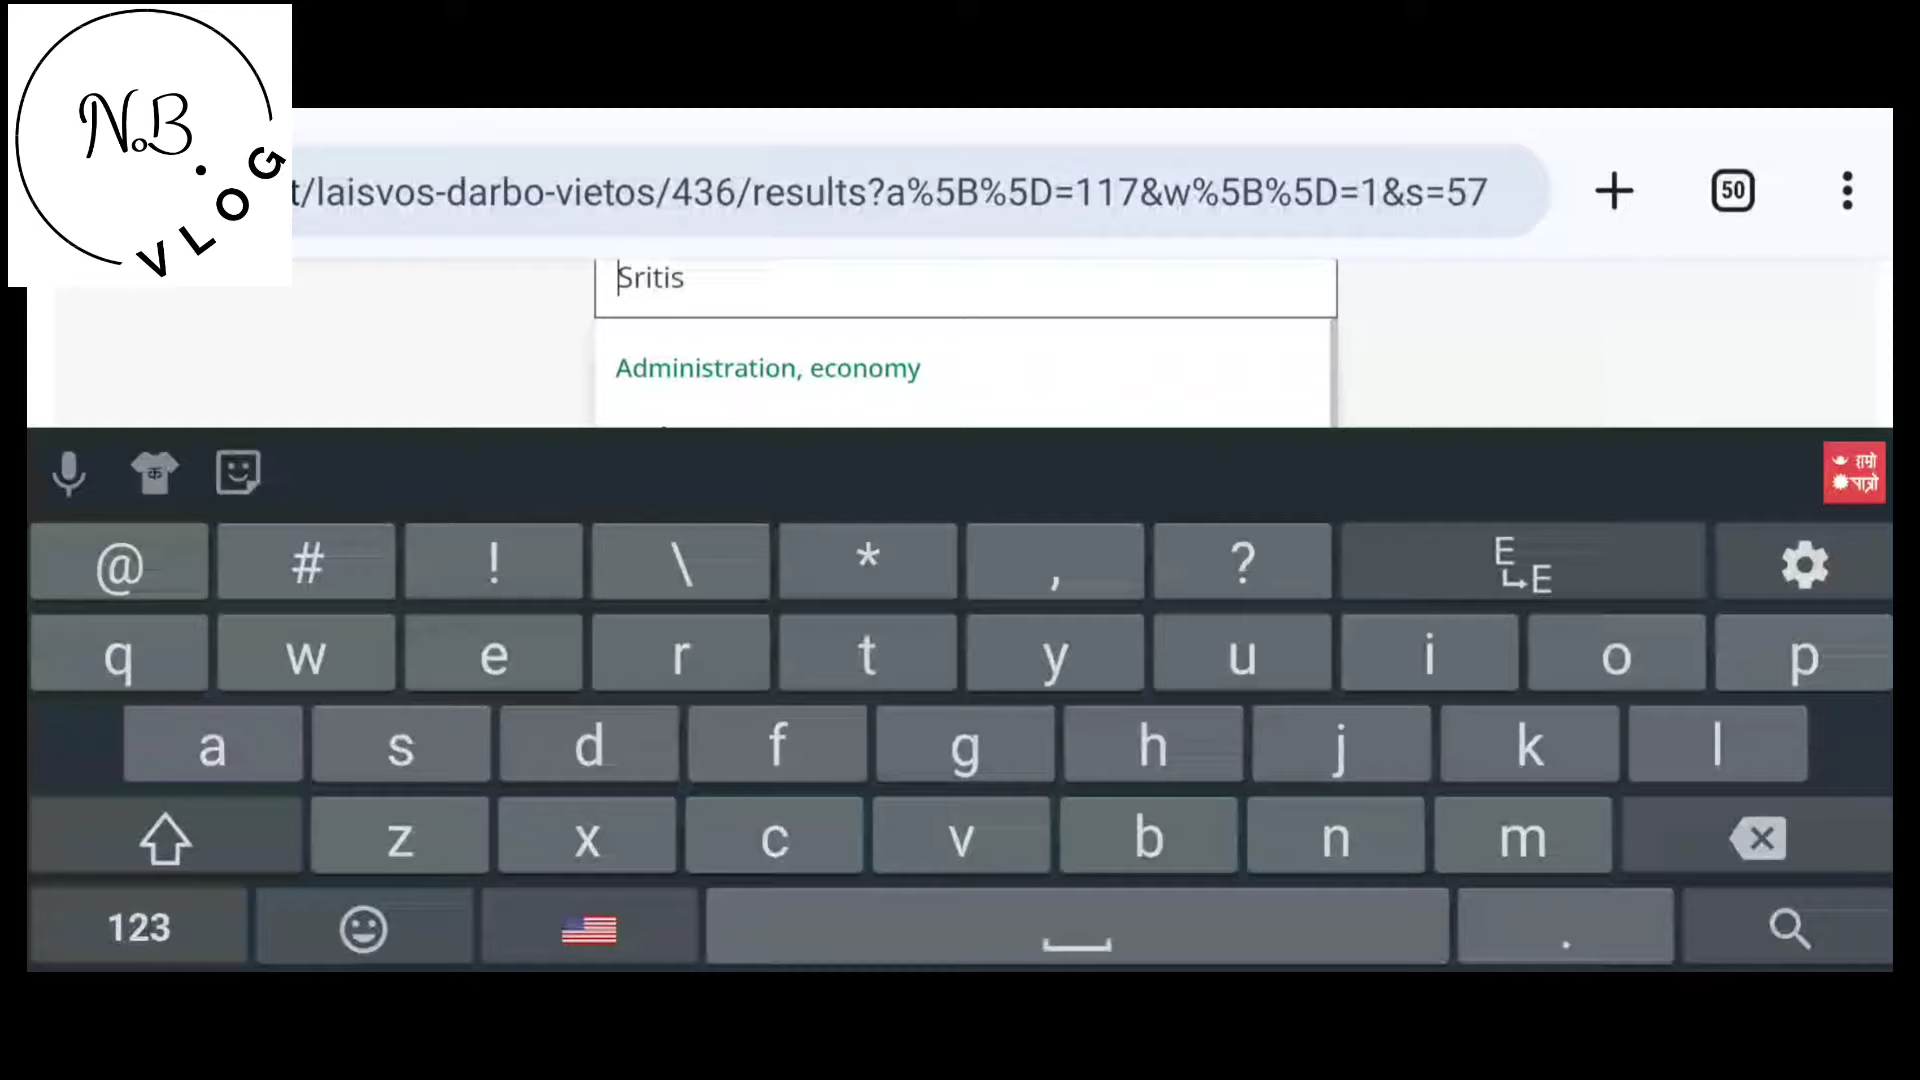 N.B.
VLOG
t/laisvos-darbo-vietos/436/results?a%5B%5D=117&w%5B%5D=1&s=57
50
Sritis
Administration, economy
क
हाम्रो
पात्रो
@ # ! \ * , ? E E
q w e r t y u i o p
a s d f g h j k l
z x c v b n m
123 .